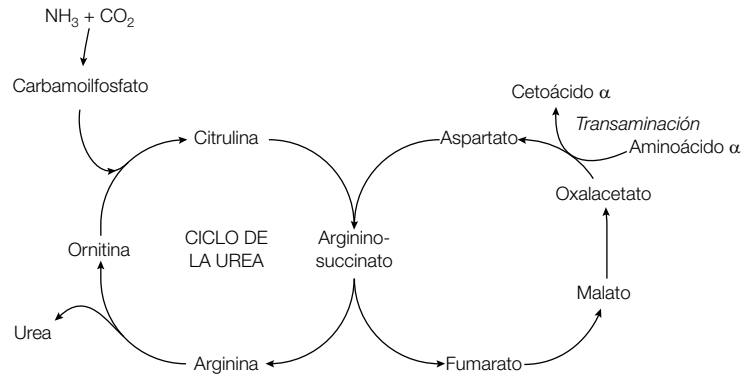 NH₃ + CO₂
Carbamoilfosfato
Cetoácido α
Transaminación
Citrulina
Aspartato
Aminoácido α
Oxalacetato
Ornitina
CICLO DE
LA UREA
Arginino-
succinato
Malato
Urea
Arginina
Fumarato